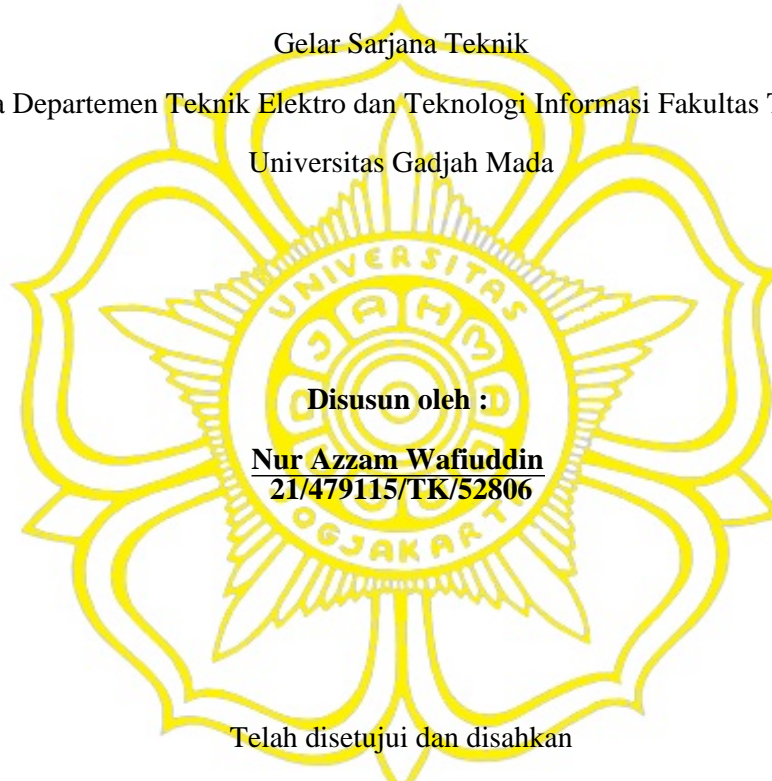 Gelar Sarjana Teknik
Departemen Teknik Elektro dan Teknologi Informasi Fakultas
Universitas Gadjah Mada
UNIVERSITAS
Disusun oleh :
Nur Azzam Wafiuddin
21/479115/TK/52806
Telah disetujui dan disahkan